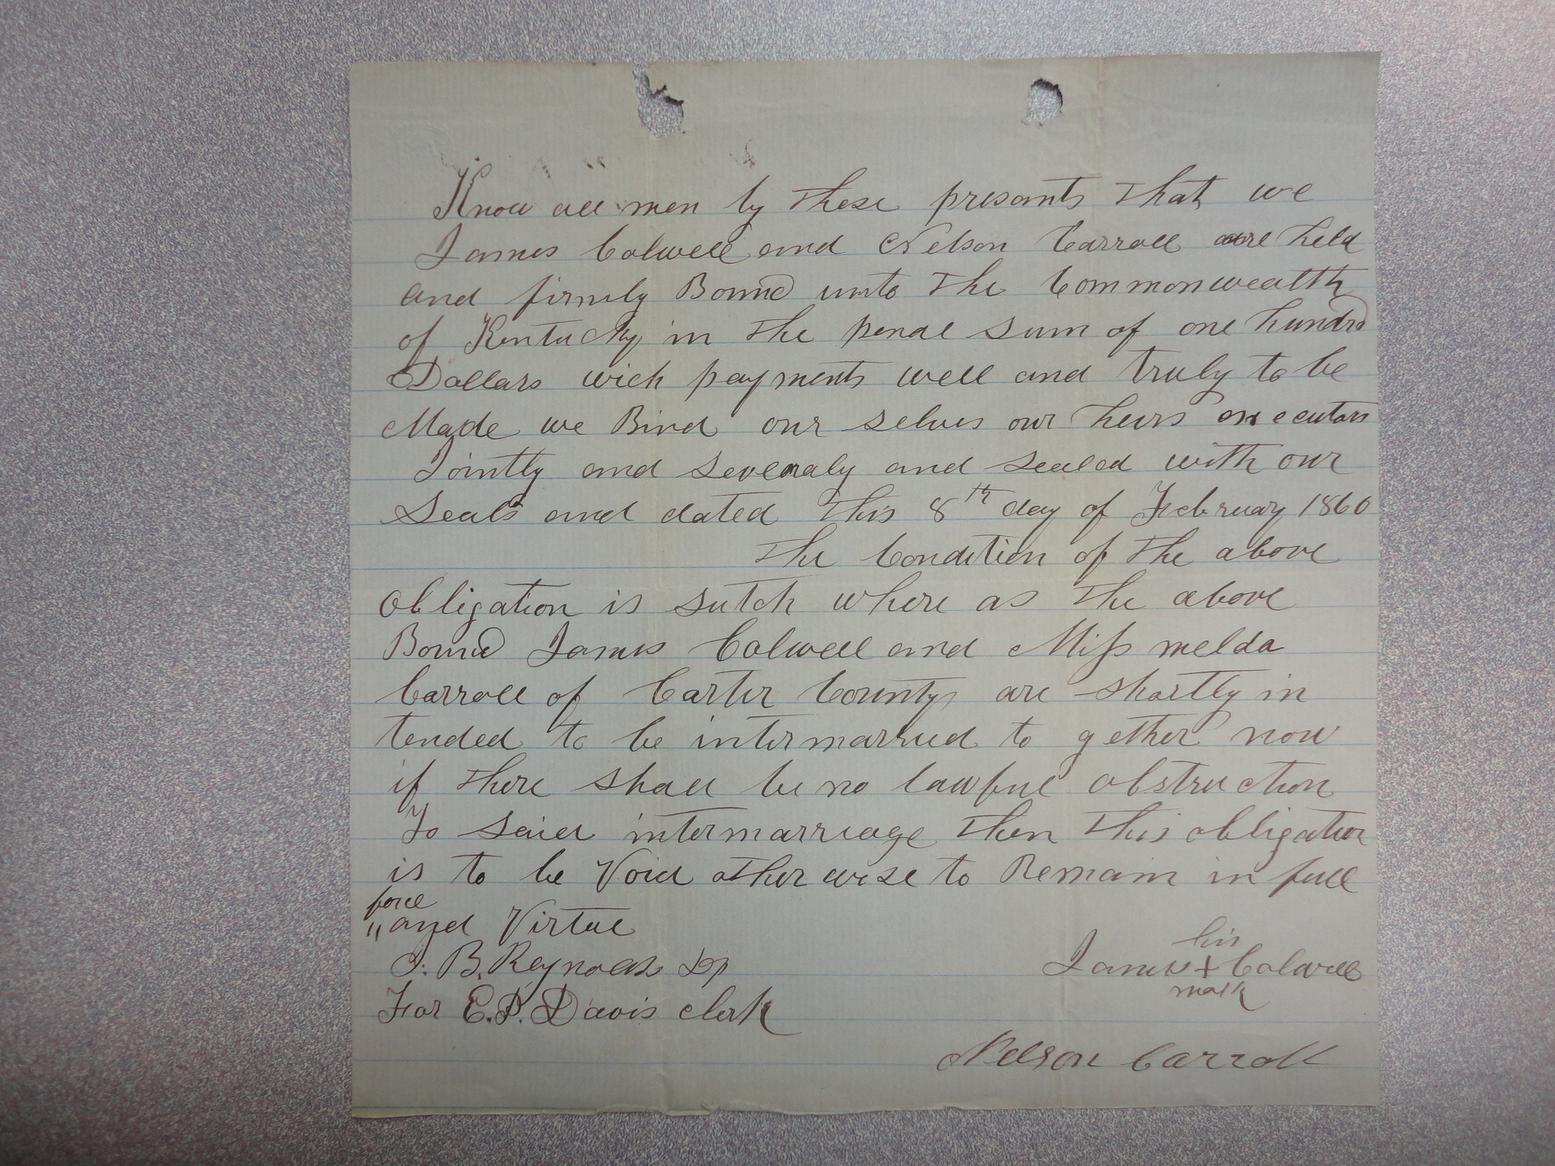 Know all men by these presants that we
James Colwell and Nelson Carroll are held
and firmly Bound unto the Commonwealth
of Kentucky in the penal sum of one hundrd
Dollars wich payments well and truly to be
Made we Bind our selves our heirs executors
Jointly and severaly and sealed with our
Seals and dated this 8th day of February 1860
The Condition of the above
obligation is sutch where as the above
Bound James Colwell and Miss melda
Carroll of Carter County are shortly in
tended to be intermarried to gether now
if there shall be no lawful obstruction
To said intermarriage then this obligation
is to be Void other wise to Remain in full
force
" and Virtue
J. B. Reynolds Dp
For E. P. Davis clerk
his
James + Colwell
mark
Nelson Carroll